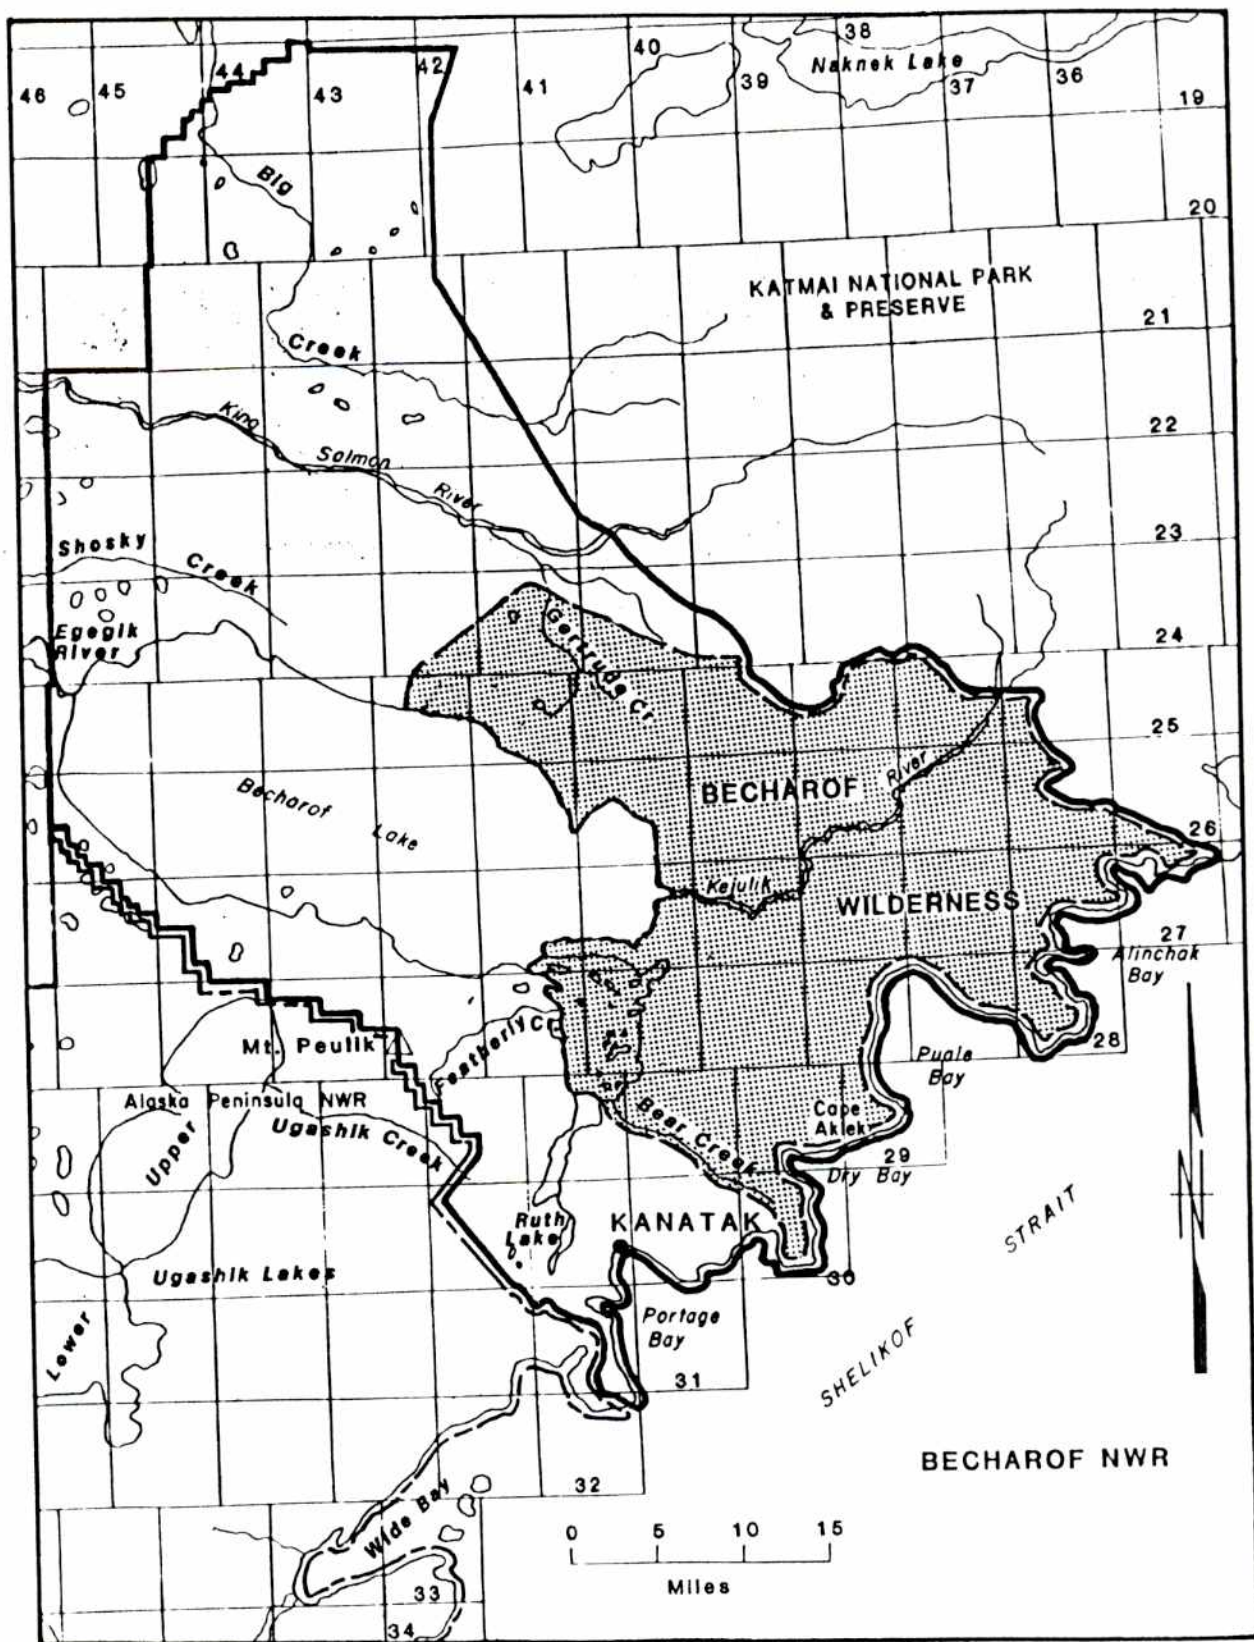 40
38
Naknek Lake
46
45
44
43
42
41
39
37
36
19
Big
20
KATMAI NATIONAL PARK
& PRESERVE
21
Creek
King
Salmon
River
22
Shosky
Creek
23
Egegik
River
Gertrude Cr
24
25
BECHAROF
River
Becharof
Lake
26
Kejulik
WILDERNESS
27
Alinchak
Bay
28
Mt. Peulik
Featherly Cr
Puale
Bay
Alaska Peninsula NWR
Bear Creek
Cape
Aklek
Upper
Ugashik Creek
29
Dry Bay
Ruth
Lake
KANATAK
STRAIT
Ugashik Lakes
30
Lower
Portage
Bay
SHELIKOF
31
BECHAROF NWR
32
Wide Bay
0 5 10 15
Miles
33
34
N